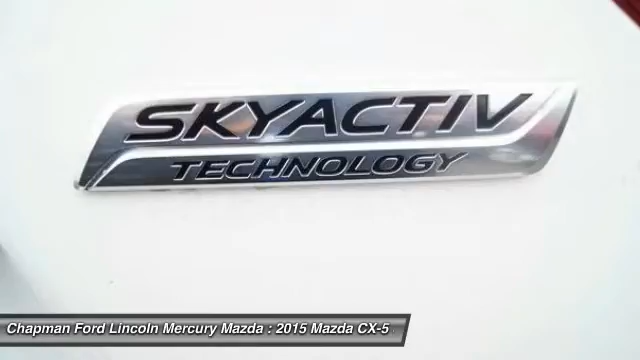 SKYACTIV
TECHNOLOGY
Chapman Ford Lincoln Mercury Mazda : 2015 Mazda CX-5